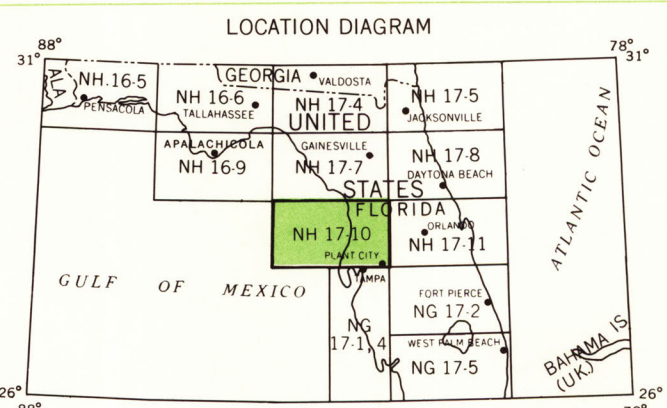 LOCATION DIAGRAM
88°
78°
31°
31°
ALA
NH.16-5
PENSACOLA
NH 16-6
TALLAHASSEE
GEORGIA
VALDOSTA
NH 17-4
UNITED
NH 17-5
JACKSONVILLE
APALACHICOLA
NH 16-9
GAINESVILLE
NH 17-7
NH 17-8
DAYTONA BEACH
STATES
FLORIDA
NH 17-10
PLANT CITY
ORLANDO
NH 17-11
ATLANTIC OCEAN
GULF OF MEXICO
TAMPA
FORT PIERCE
NG 17-2
NG
17-1, 4
WEST PALM BEACH
NG 17-5
BAHAMA IS.
(U.K.)
26°
26°